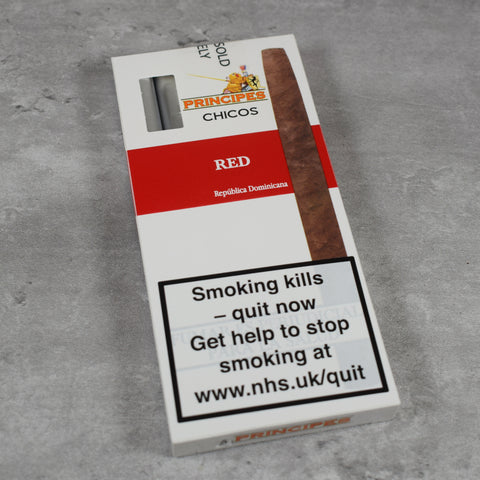 SOLD
ELY
PRINCIPES
CHICOS
RED
República Dominicana
Smoking kills
– quit now
Get help to stop
smoking at
www.nhs.uk/quit
PRINCIPES